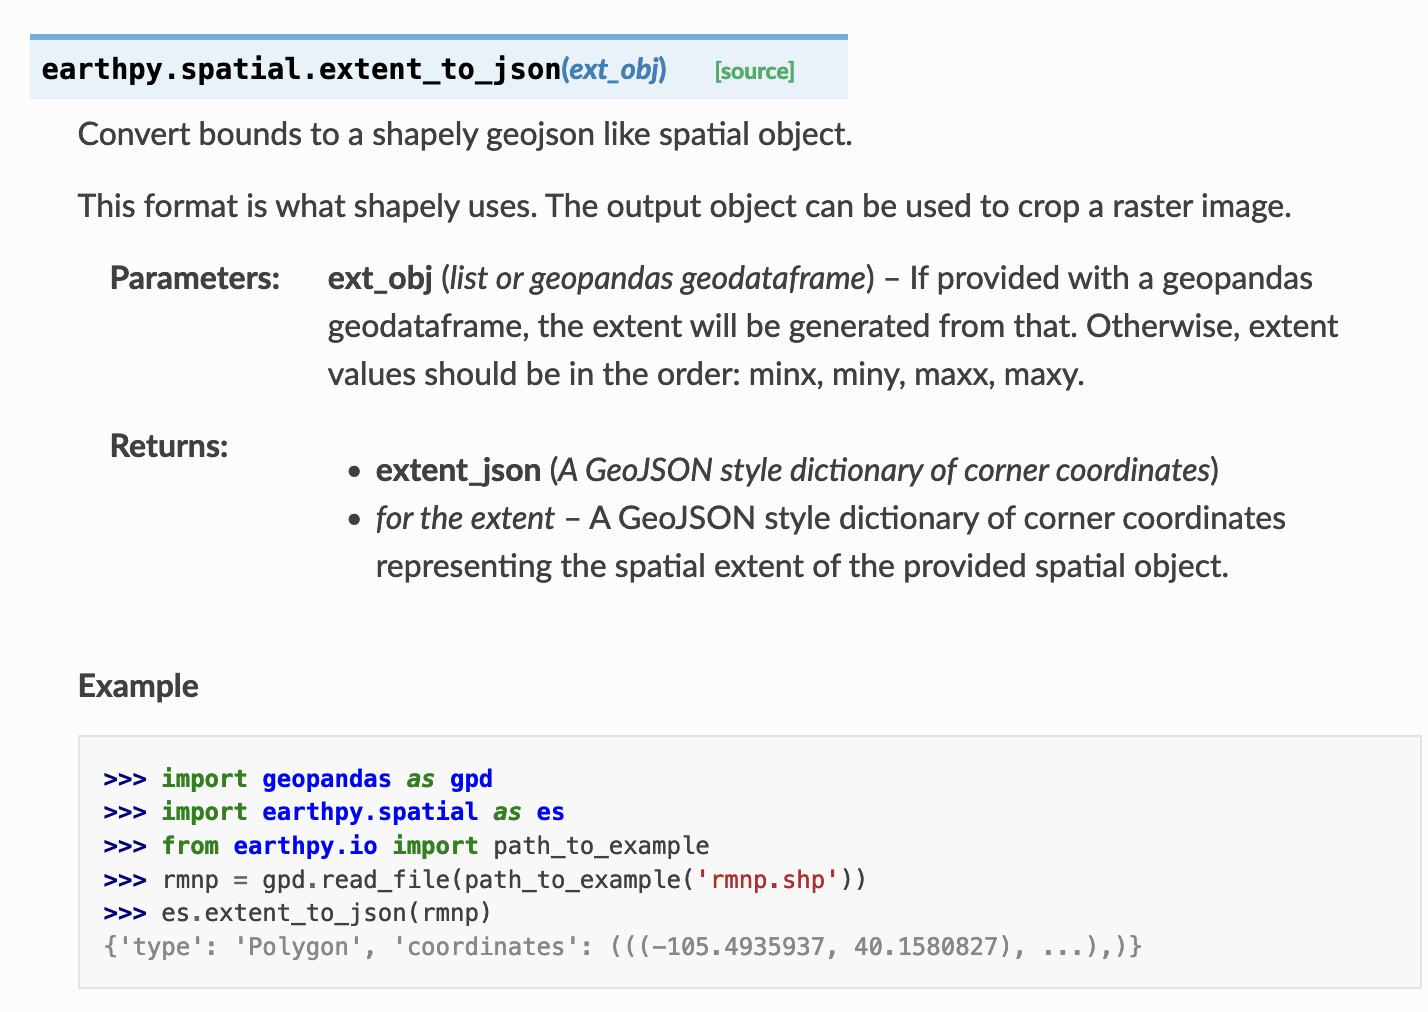 earthpy.spatial.extent_to_json(ext_obj) [source]
Convert bounds to a shapely geojson like spatial object.
This format is what shapely uses. The output object can be used to crop a raster image.
Parameters: ext_obj (list or geopandas geodataframe) – If provided with a geopandas
geodataframe, the extent will be generated from that. Otherwise, extent
values should be in the order: minx, miny, maxx, maxy.
Returns:
• extent_json (A GeoJSON style dictionary of corner coordinates)
• for the extent – A GeoJSON style dictionary of corner coordinates
representing the spatial extent of the provided spatial object.
Example
>>> import geopandas as gpd
>>> import earthpy.spatial as es
>>> from earthpy.io import path_to_example
>>> rmnp = gpd.read_file(path_to_example('rmnp.shp'))
>>> es.extent_to_json(rmnp)
{'type': 'Polygon', 'coordinates': (((-105.4935937, 40.1580827), ...),)}